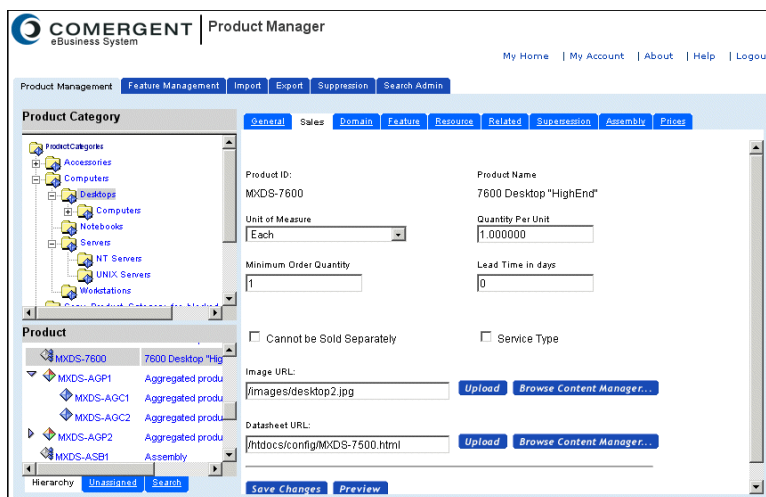 COMERGENT
eBusiness System
Product Manager
My Home | My Account | About | Help | Logou
Product Management Feature Management Import Export Suppression Search Admin
Product Category
ProductCategories
Accessories
Computers
Desktops
Computers
Notebooks
Servers
NT Servers
UNIX Servers
Workstations
Product
MXDS-7600 7600 Desktop "Hig
MXDS-AGP1 Aggregated produ
MXDS-AGC1 Aggregated produ
MXDS-AGC2 Aggregated produ
MXDS-AGP2 Aggregated produ
MXDS-ASB1 Assembly
Hierarchy Unassigned Search
General Sales Domain Feature Resource Related Supersession Assembly Prices
Product ID: Product Name
MXDS-7600 7600 Desktop "HighEnd"
Unit of Measure Quantity Per Unit
Each 1.000000
Minimum Order Quantity Lead Time in days
1 0
Cannot be Sold Separately Service Type
Image URL:
/images/desktop2.jpg Upload Browse Content Manager...
Datasheet URL:
/htdocs/config/MXDS-7500.html Upload Browse Content Manager...
Save Changes Preview